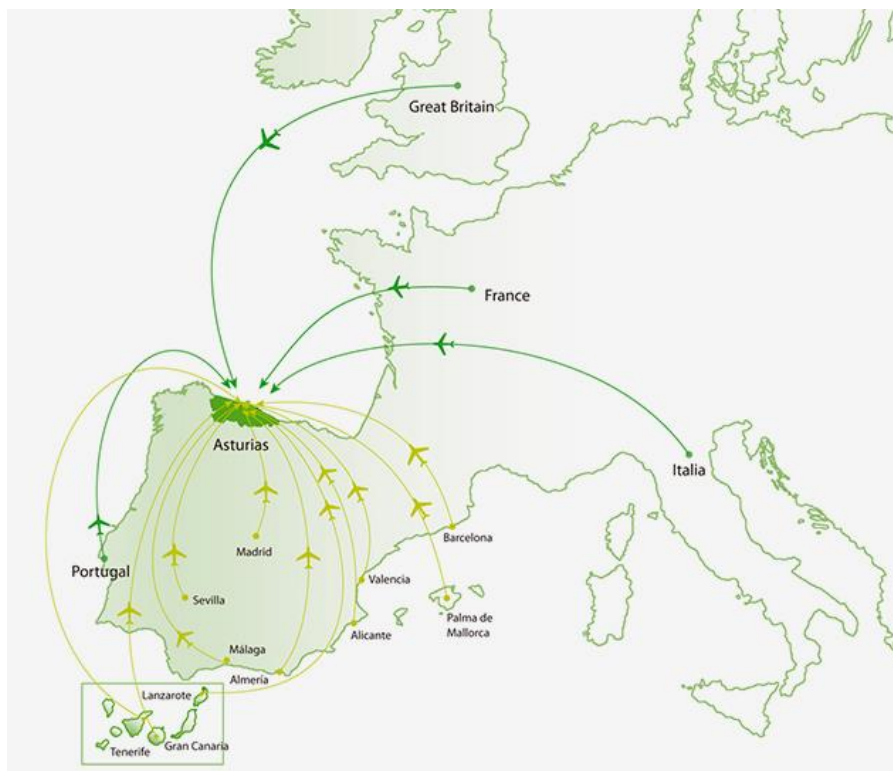 Great Britain
France
Asturias
Italia
Madrid
Barcelona
Portugal
Valencia
Sevilla
Palma de
Mallorca
Alicante
Málaga
Almería
Lanzarote
Tenerife
Gran Canaria